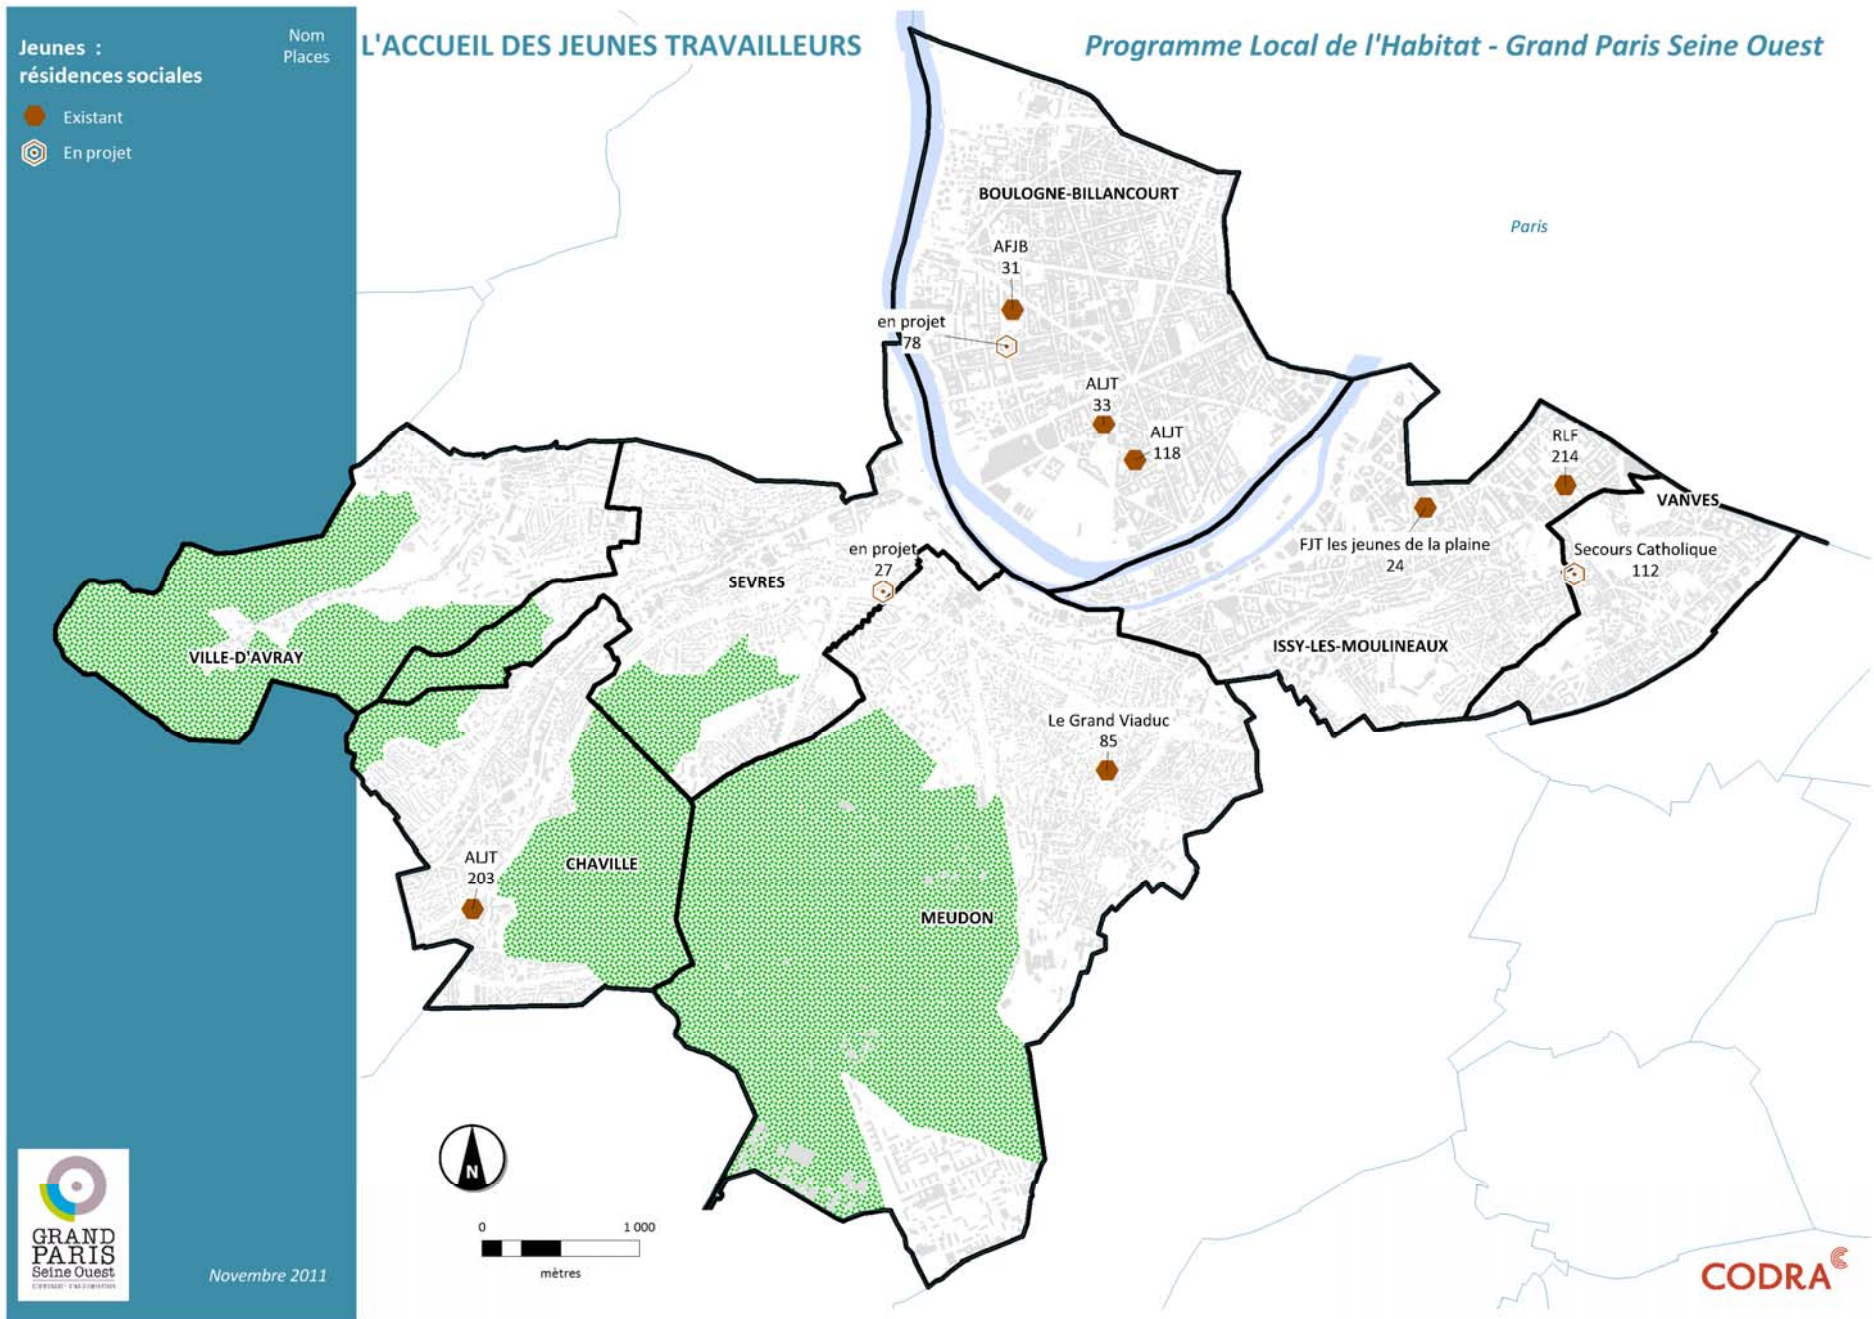 Jeunes :
résidences sociales
Nom
Places
Existant
En projet
L'ACCUEIL DES JEUNES TRAVAILLEURS
Programme Local de l'Habitat - Grand Paris Seine Ouest
BOULOGNE-BILLANCOURT
Paris
AFJB
31
en projet
78
ALJT
33
ALJT
118
RLF
214
VANVES
FJT les jeunes de la plaine
24
Secours Catholique
112
en projet
27
SEVRES
ISSY-LES-MOULINEAUX
VILLE-D'AVRAY
Le Grand Viaduc
85
ALJT
203
CHAVILLE
MEUDON
N
0
1 000
mètres
GRAND
PARIS
Seine Ouest
Novembre 2011
CODRA